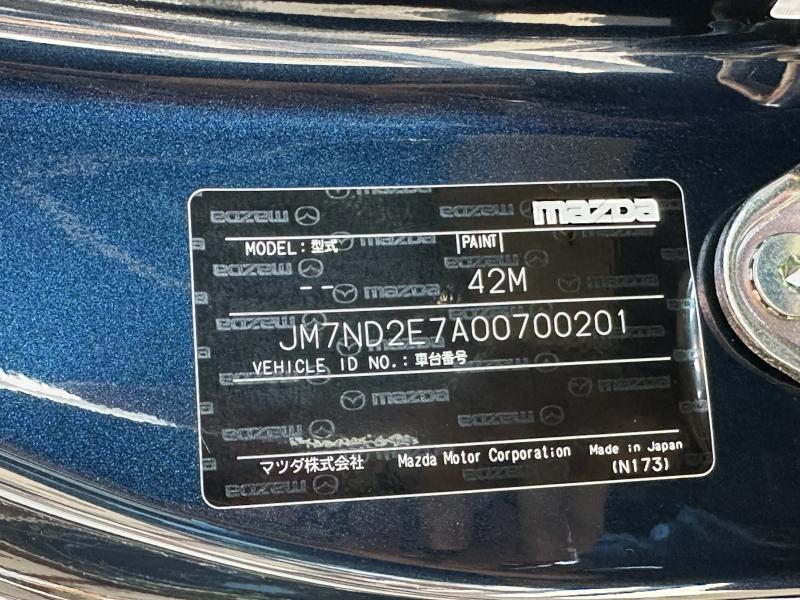 mazda
MODEL:型式 PAINT
-- 42M
JM7ND2E7A00700201
VEHICLE ID NO.:車台番号
マツダ株式会社 Mazda Motor Corporation Made in Japan
(N173)